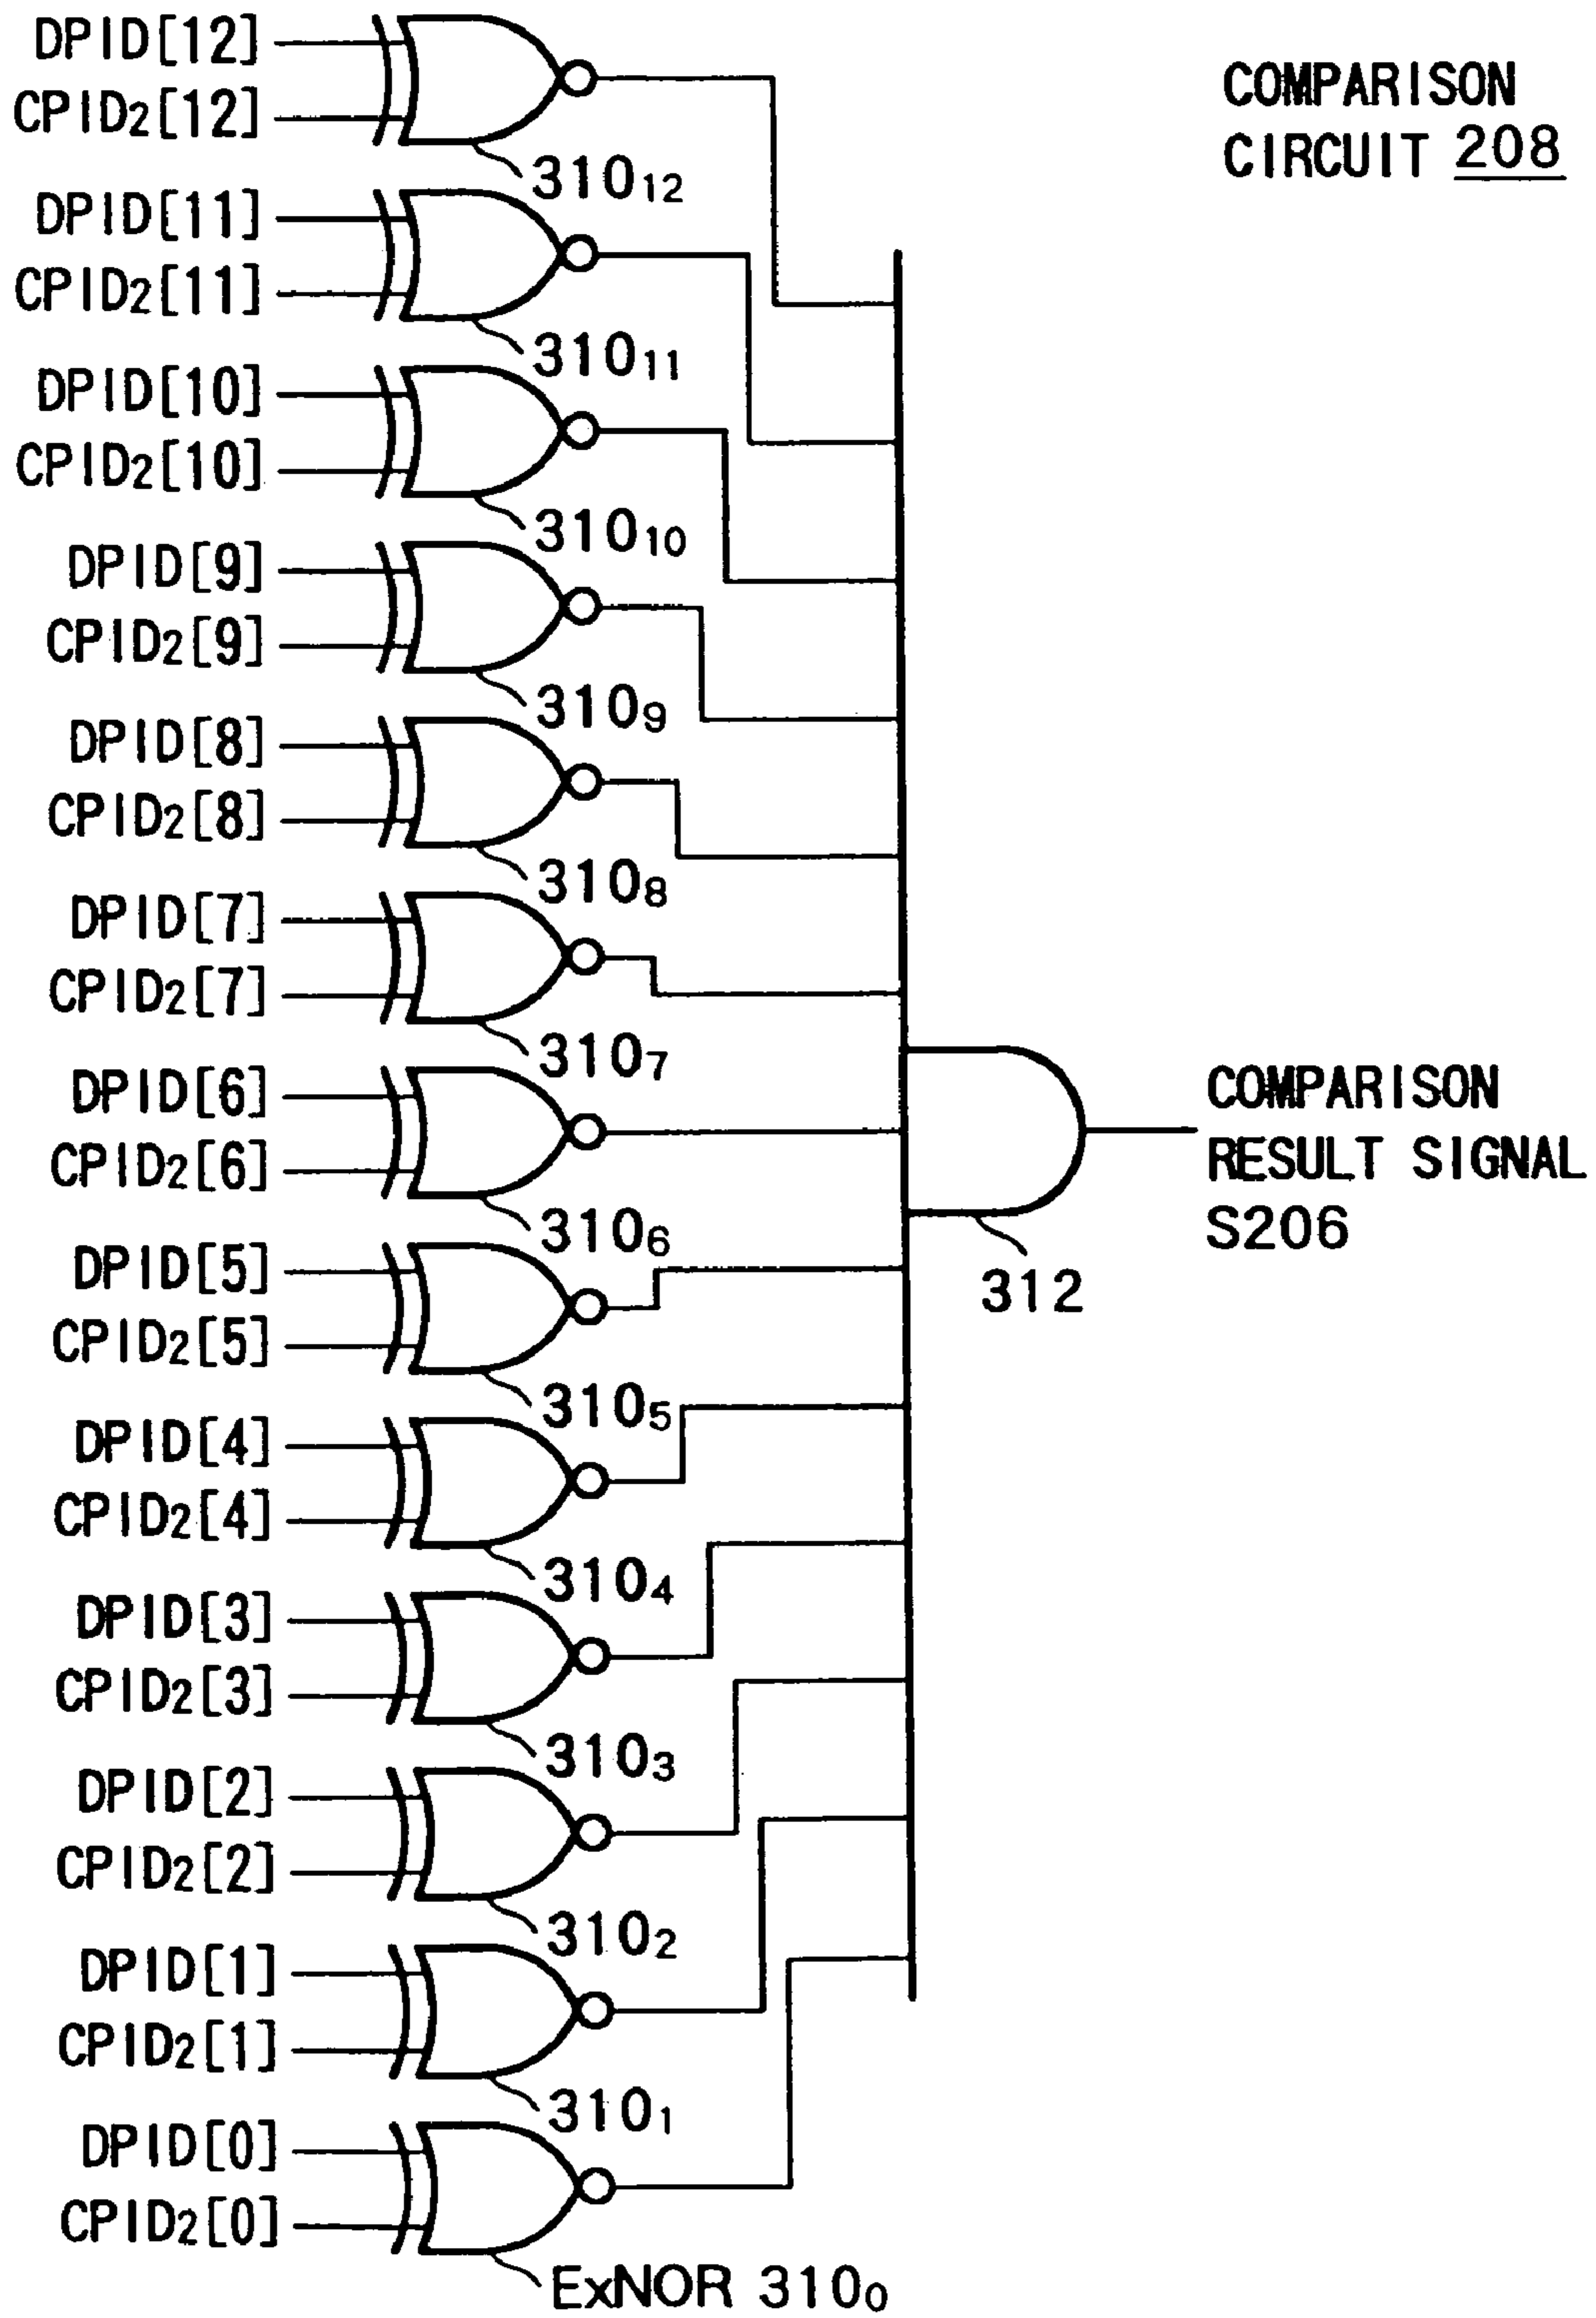 COMPARISON
CIRCUIT 208
DPID[12]
CPID₂[12]
310₁₂
DPID[11]
CPID₂[11]
310₁₁
DPID[10]
CPID₂[10]
310₁₀
DPID[9]
CPID₂[9]
310₉
DPID[8]
CPID₂[8]
310₈
DPID[7]
CPID₂[7]
310₇
DPID[6]
CPID₂[6]
310₆
DPID[5]
CPID₂[5]
310₅
DPID[4]
CPID₂[4]
310₄
DPID[3]
CPID₂[3]
310₃
DPID[2]
CPID₂[2]
310₂
DPID[1]
CPID₂[1]
310₁
DPID[0]
CPID₂[0]
ExNOR 310₀
312
COMPARISON
RESULT SIGNAL
S206